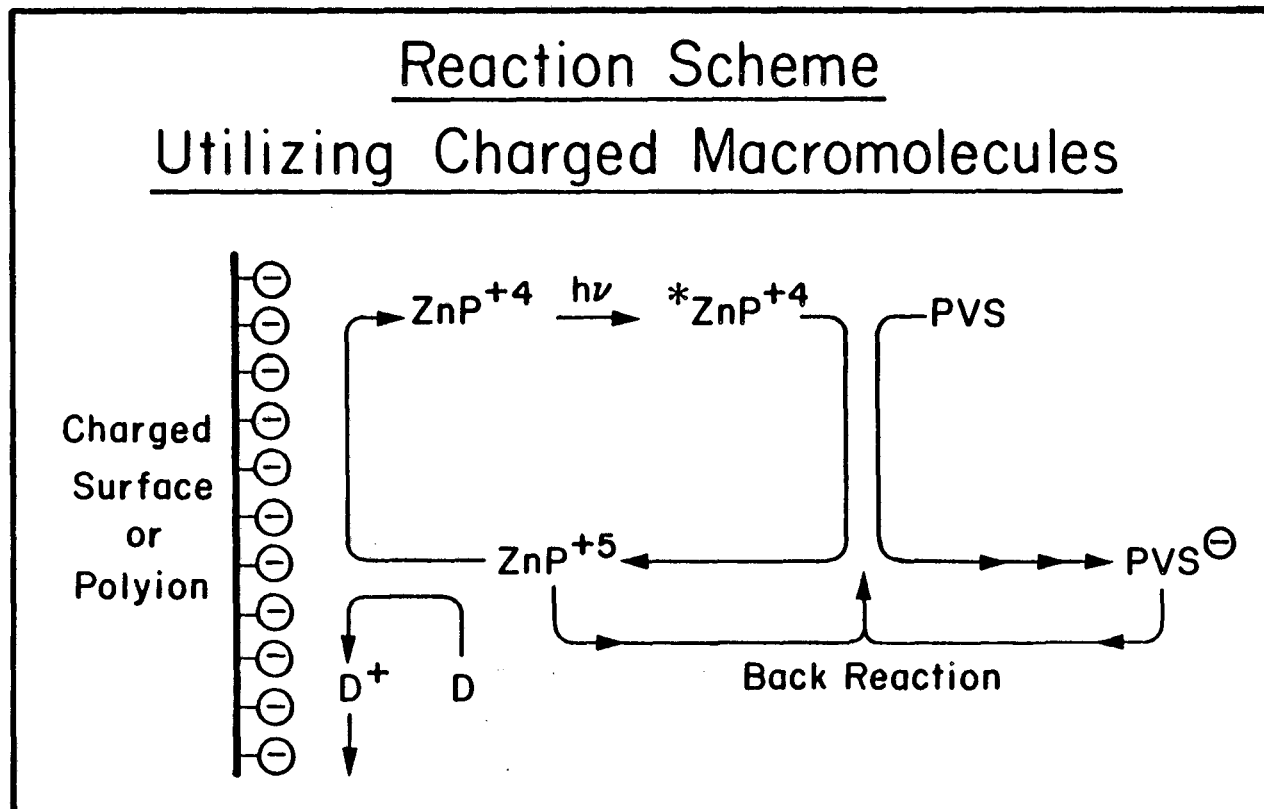 Reaction Scheme
Utilizing Charged Macromolecules
ZnP+4 hν *ZnP+4 PVS
Charged
Surface
or
Polyion
ZnP+5 PVS⊖
D+ D
Back Reaction
⊖
⊖
⊖
⊖
⊖
⊖
⊖
⊖
⊖
⊖
⊖